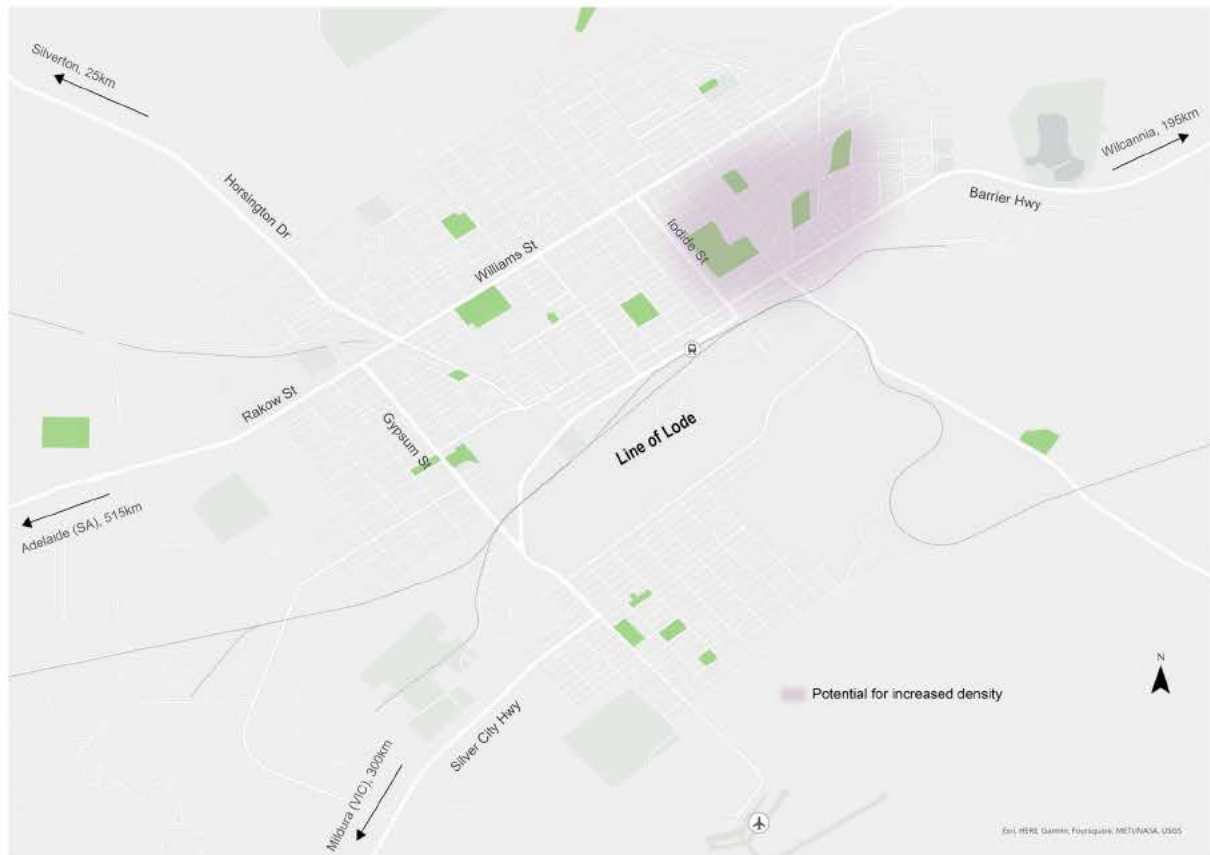 Silverton, 25km
Wilcannia, 195km
Horsington Dr
Barrier Hwy
Iodide St
Williams St
Rakow St
Gypsum St
Line of Lode
Adelaide (SA), 515km
N
Potential for increased density
Silver City Hwy
Mildura (VIC), 300km
Esri, HERE, Garmin, Foursquare, METI/NASA, USGS